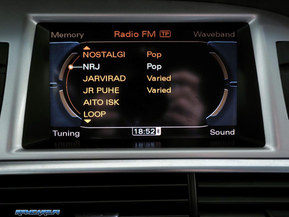 Memory Radio FM TP Waveband
NOSTALGI Pop
NRJ Pop
JARVIRAD Varied
JR PUHE Varied
AITO ISK
LOOP
Tuning 18:52 Sound